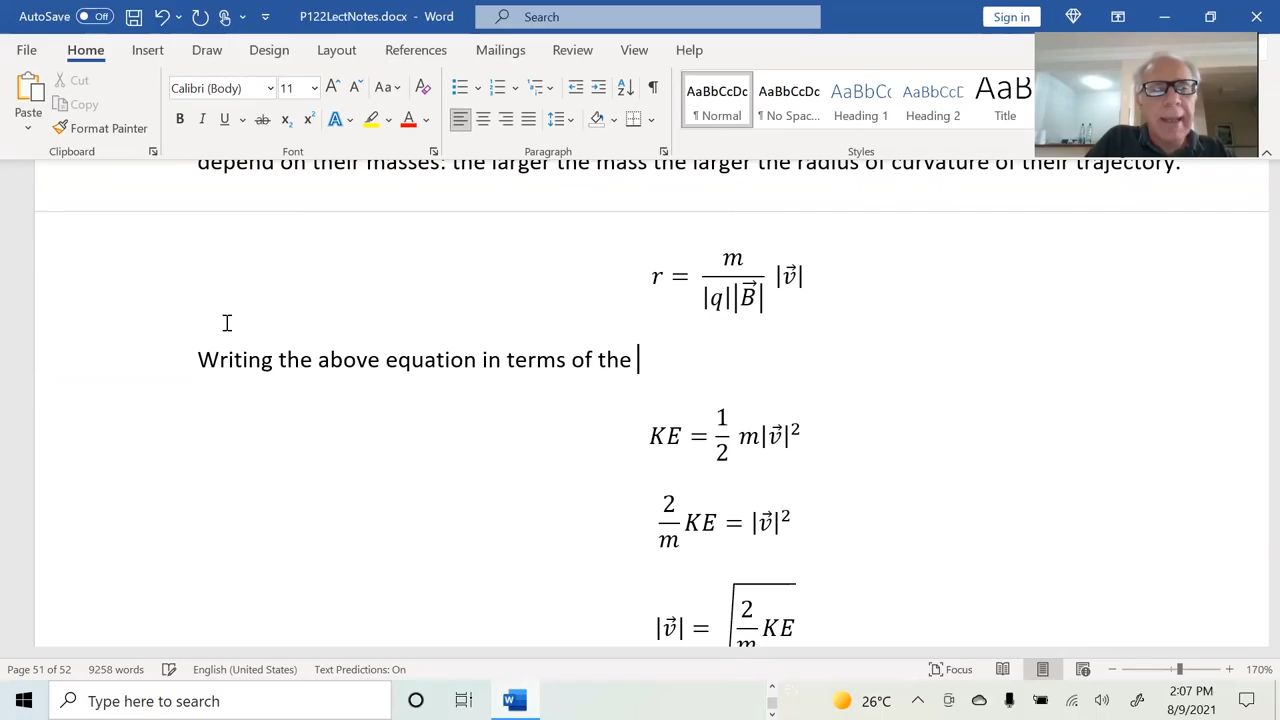 AutoSave Off P122LectNotes.docx - Word Search Sign in
File Home Insert Draw Design Layout References Mailings Review View Help
Paste Cut Copy Format Painter
Calibri (Body) 11
AaBbCcDc AaBbCcDc AaBbCc AaBbCcD AaB
¶ Normal ¶ No Spac... Heading 1 Heading 2 Title
Clipboard Font Paragraph Styles
depend on their masses: the larger the mass the larger the radius of curvature of their trajectory.
r = m / |q||B⃗| |v⃗|
Writing the above equation in terms of the
KE = 1/2 m|v⃗|²
2/m KE = |v⃗|²
|v⃗| = √(2/m KE)
Page 51 of 52 9258 words English (United States) Text Predictions: On Focus 170%
Type here to search 26°C 2:07 PM
8/9/2021